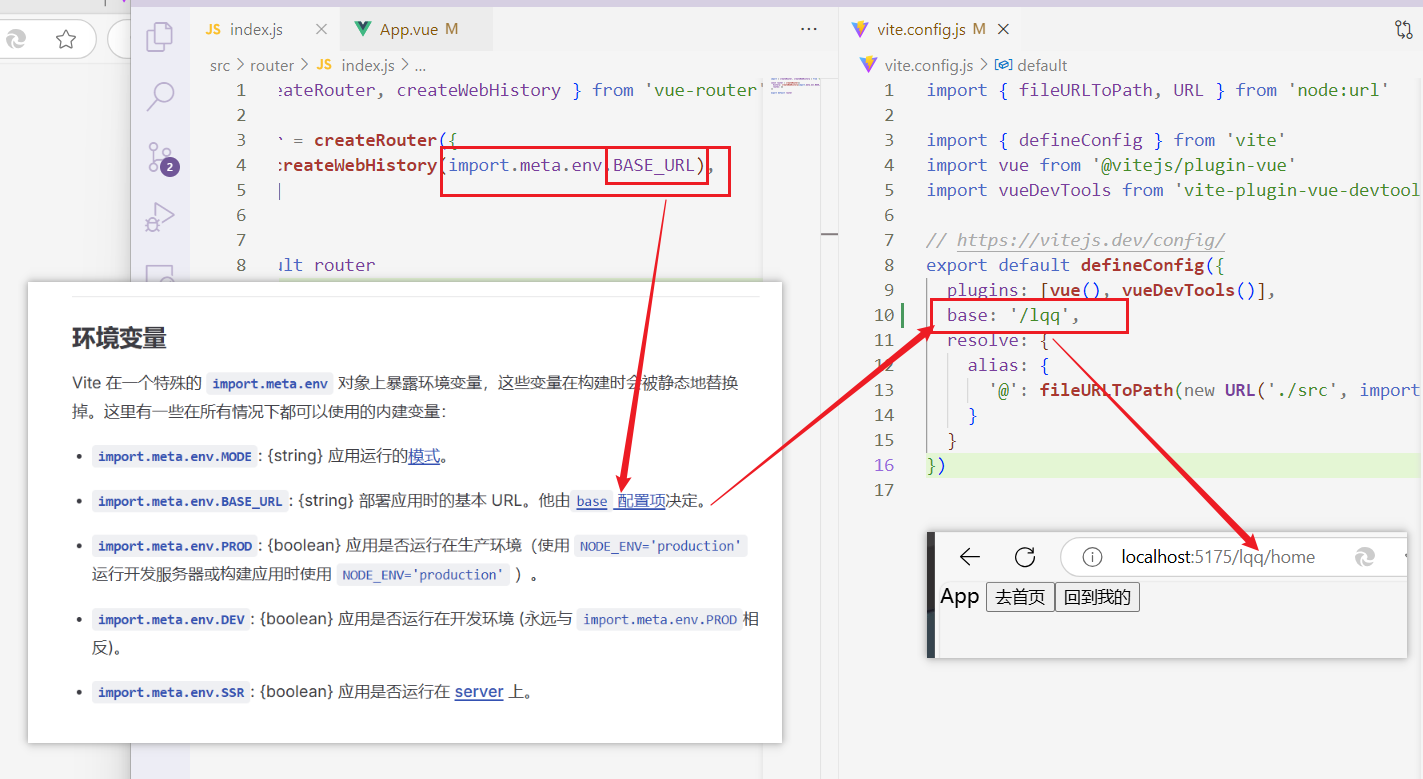 JS index.js
App.vue M
src > router > JS index.js > ...
1 eateRouter, createWebHistory } from 'vue-router'
2
3 = createRouter({
4 createWebHistory(import.meta.env.BASE_URL),
5
6
7
8 ult router
2
环境变量
Vite 在一个特殊的 import.meta.env 对象上暴露环境变量，这些变量在构建时会被静态地替换
掉。这里有一些在所有情况下都可以使用的内建变量：
• import.meta.env.MODE: {string} 应用运行的模式。
• import.meta.env.BASE_URL: {string} 部署应用时的基本 URL。他由 base 配置项决定。
• import.meta.env.PROD: {boolean} 应用是否运行在生产环境（使用 NODE_ENV='production'
运行开发服务器或构建应用时使用 NODE_ENV='production' ）。
• import.meta.env.DEV: {boolean} 应用是否运行在开发环境 (永远与 import.meta.env.PROD 相
反)。
• import.meta.env.SSR: {boolean} 应用是否运行在 server 上。
vite.config.js M
vite.config.js > default
1 import { fileURLToPath, URL } from 'node:url'
2
3 import { defineConfig } from 'vite'
4 import vue from '@vitejs/plugin-vue'
5 import vueDevTools from 'vite-plugin-vue-devtool
6
7 // https://vitejs.dev/config/
8 export default defineConfig({
9 plugins: [vue(), vueDevTools()],
10 base: '/lqq',
11 resolve: {
12 alias: {
13 '@': fileURLToPath(new URL('./src', import
14 }
15 }
16 })
17
localhost:5175/lqq/home
App 去首页 回到我的